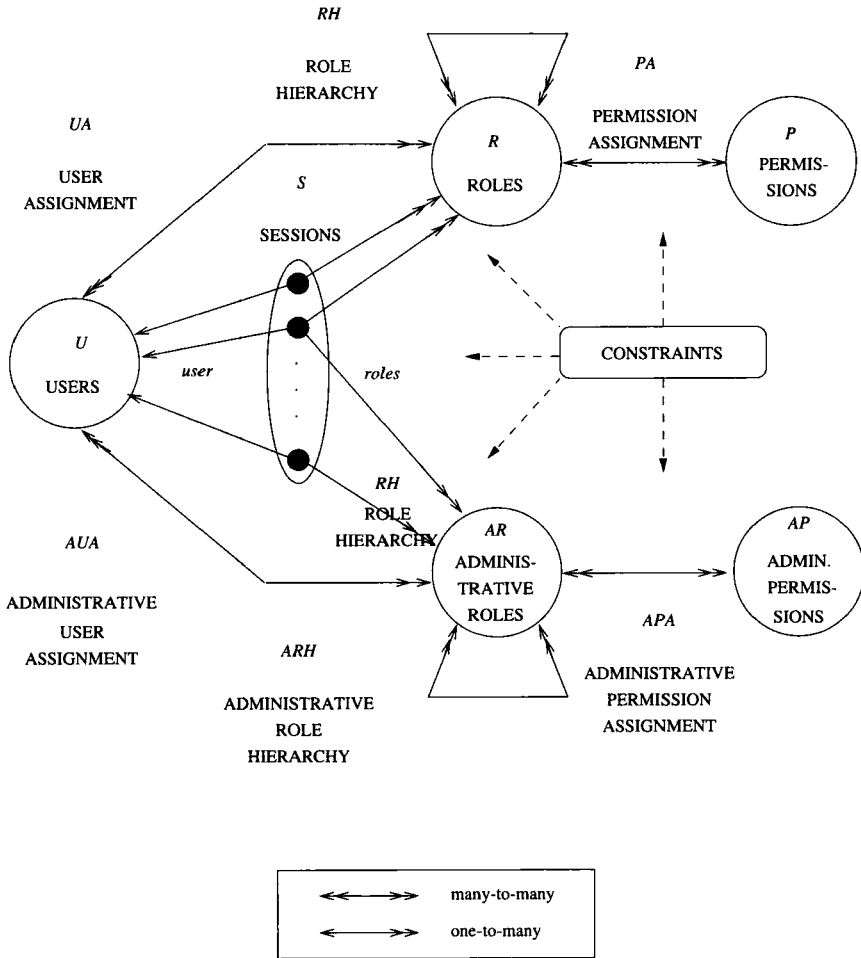 RH
ROLE
HIERARCHY
PA
PERMISSION
ASSIGNMENT
UA
USER
ASSIGNMENT
R
ROLES
P
PERMIS-
SIONS
S
SESSIONS
U
USERS
user
roles
CONSTRAINTS
RH
ROLE
HIERARCHY
AR
ADMINIS-
TRATIVE
ROLES
AP
ADMIN.
PERMIS-
SIONS
AUA
ADMINISTRATIVE
USER
ASSIGNMENT
ARH
ADMINISTRATIVE
ROLE
HIERARCHY
APA
ADMINISTRATIVE
PERMISSION
ASSIGNMENT
many-to-many
one-to-many